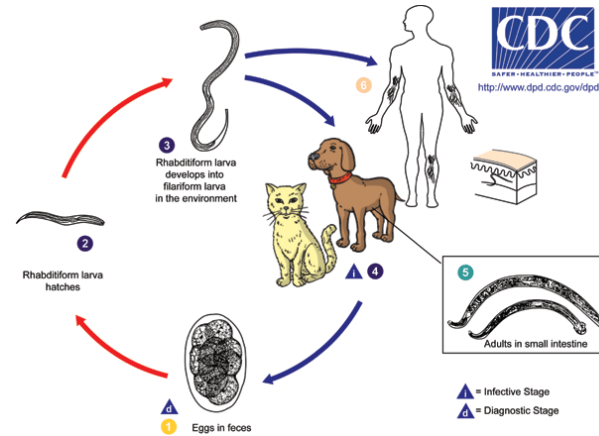 CDC
SAFER • HEALTHIER • PEOPLE™
http://www.dpd.cdc.gov/dpd
6
3
Rhabditiform larva
develops into
filariform larva
in the environment
2
Rhabditiform larva
hatches
i 4
5
Adults in small intestine
d
1 Eggs in feces
i = Infective Stage
d = Diagnostic Stage